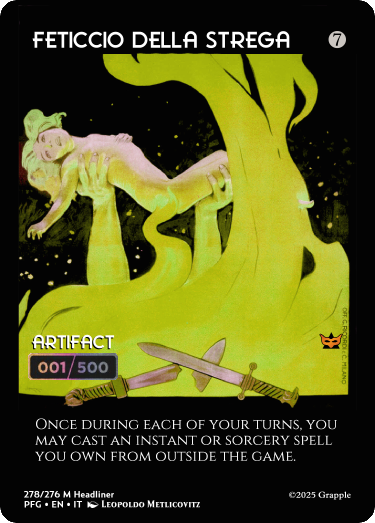 FETICCIO DELLA STREGA
7
ARTIFACT
001/500
ONCE DURING EACH OF YOUR TURNS, YOU
MAY CAST AN INSTANT OR SORCERY SPELL
YOU OWN FROM OUTSIDE THE GAME.
278/276 M Headliner
PFG • EN • IT LEOPOLDO METLICOVITZ
©2025 Grapple